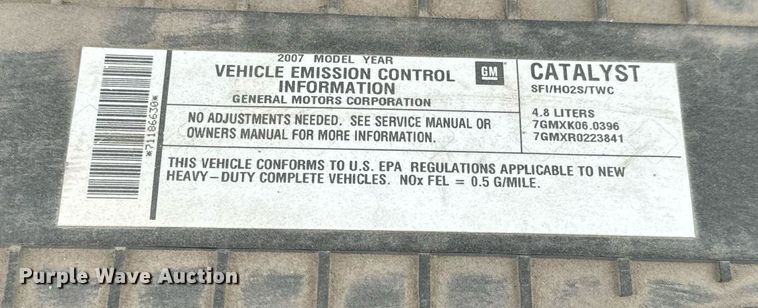 *71186630*
2007 MODEL YEAR
VEHICLE EMISSION CONTROL
INFORMATION
GENERAL MOTORS CORPORATION
GM
CATALYST
SFI/HO2S/TWC
NO ADJUSTMENTS NEEDED. SEE SERVICE MANUAL OR
OWNERS MANUAL FOR MORE INFORMATION.
4.8 LITERS
7GMXK06.0396
7GMXR0223841
THIS VEHICLE CONFORMS TO U.S. EPA REGULATIONS APPLICABLE TO NEW
HEAVY-DUTY COMPLETE VEHICLES. NOx FEL = 0.5 G/MILE.
Purple Wave Auction